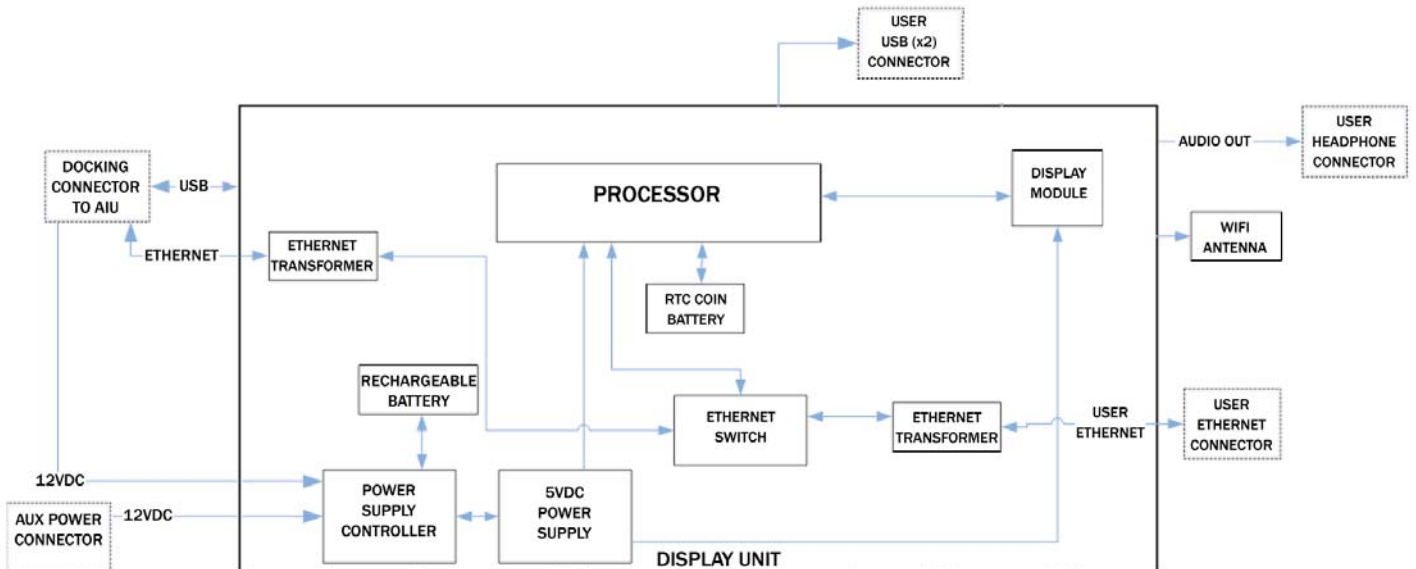 USER
USB (x2)
CONNECTOR
AUDIO OUT
USER
HEADPHONE
CONNECTOR
DOCKING
CONNECTOR
TO AIU
USB
PROCESSOR
DISPLAY
MODULE
WIFI
ANTENNA
ETHERNET
ETHERNET
TRANSFORMER
RTC COIN
BATTERY
RECHARGEABLE
BATTERY
ETHERNET
SWITCH
ETHERNET
TRANSFORMER
USER
ETHERNET
USER
ETHERNET
CONNECTOR
12VDC
AUX POWER
CONNECTOR
12VDC
POWER
SUPPLY
CONTROLLER
5VDC
POWER
SUPPLY
DISPLAY UNIT